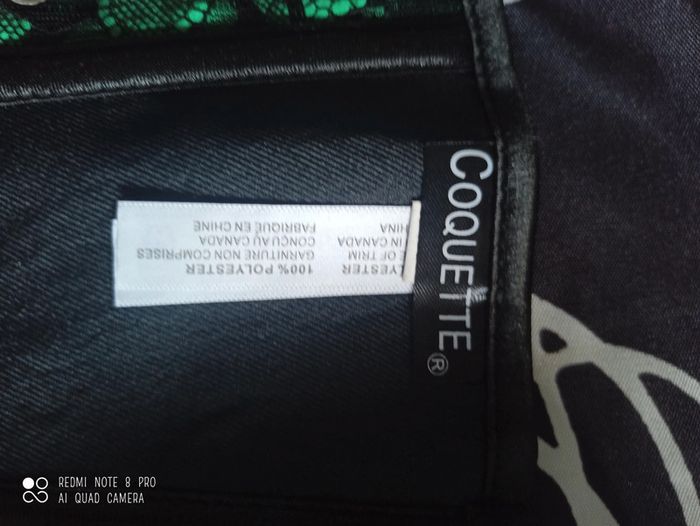 COQUETTE®
LYESTER
E OF TRIM
IN CANADA
HINA
100% POLYESTER
GARNITURE NON COMPRISES
CONÇU AU CANADA
FABRIQUE EN CHINE
REDMI NOTE 8 PRO
AI QUAD CAMERA